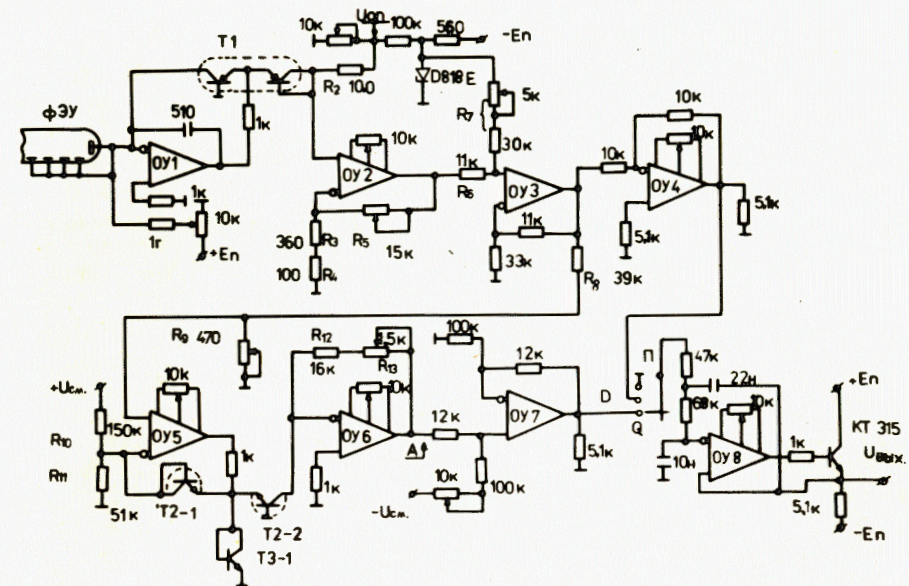 10к
Uоп
100к
560
-Еп
T1
R₂
100
D818E
5к
R₇
30к
ФЭУ
510
1к
ОУ1
1к
10к
1г
+Еп
10к
ОУ2
11к
R₆
ОУ3
11к
33к
R₈
360
R₃
100
R₄
R₅
15к
10к
10к
10к
ОУ4
5,1к
39к
5,1к
R₉ 470
+Uсм.
10к
R₁₀
150к
ОУ5
R₁₁
51к
1к
T2-1
T2-2
T3-1
R₁₂
16к
1,5к
R₁₃
10к
ОУ6
1к
A
12к
100к
12к
ОУ7
10к
100к
-Uсм.
5,1к
D
П
Q
47к
22н
68к
10к
10н
ОУ8
1к
+Еп
КТ 315
Uвых.
5,1к
-Еп